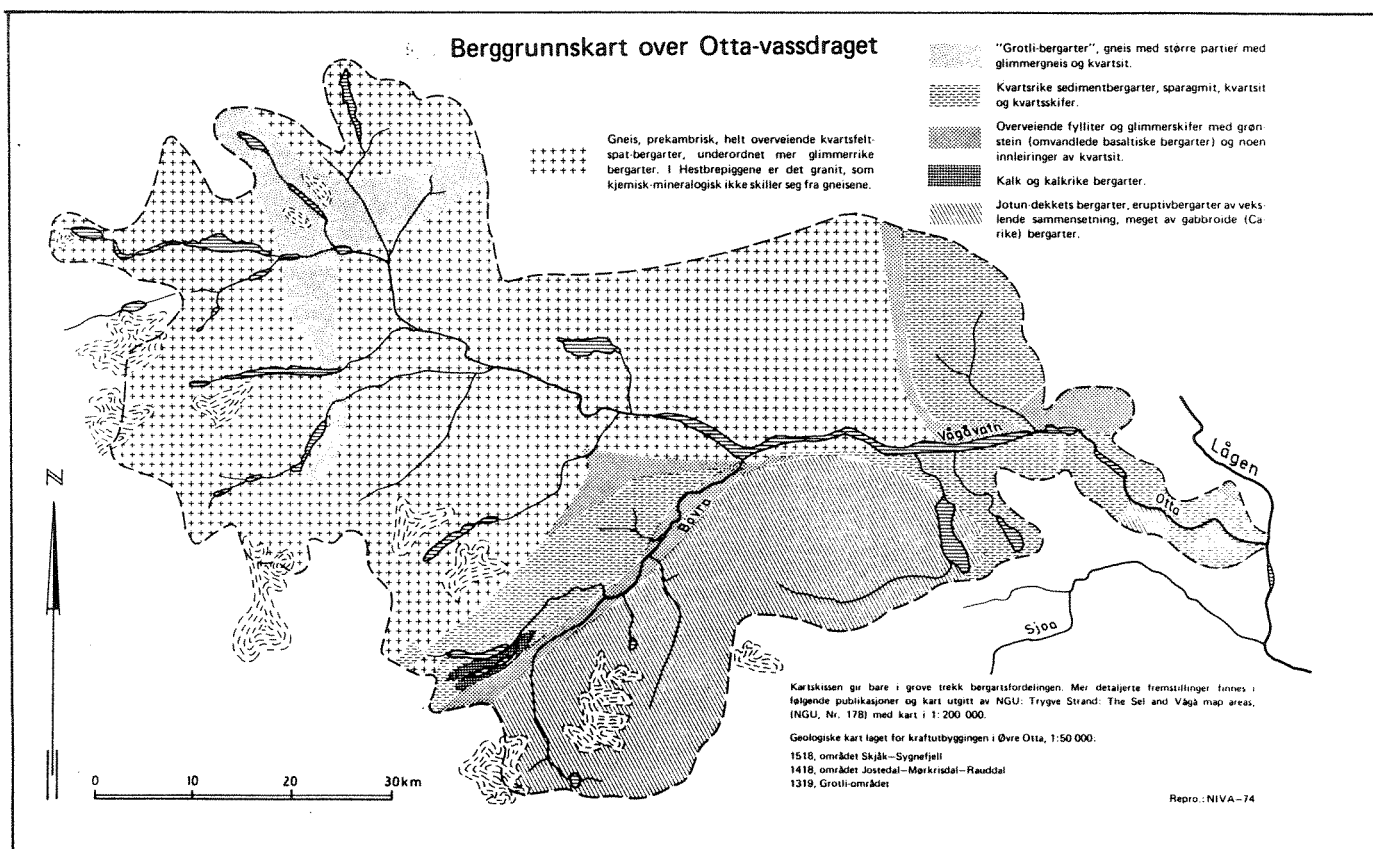 Berggrunnskart over Otta-vassdraget
"Grotli-bergarter", gneis med større partier med
glimmergneis og kvartsit.
Kvartsrike sedimentbergarter, sparagmit, kvartsit
og kvartsskifer.
Overveiende fylliter og glimmerskifer med grøn-
stein (omvandlede basaltiske bergarter) og noen
innleiringer av kvartsit.
Kalk og kalkrike bergarter.
Jotun-dekkets bergarter, eruptivbergarter av veks-
lende sammensetning, meget av gabbroide (Ca-
rike) bergarter.
Gneis, prekambrisk, helt overveiende kvartsfelt-
spat-bergarter, underordnet mer glimmerrike
bergarter. I Hestbrepiggene er det granit, som
kjemisk-mineralogisk ikke skiller seg fra gneisene.
Vågåvatn
Lågen
Otta
Bøvra
Sjoa
N
0 10 20 30km
Kartskissen gir bare i grove trekk bergartsfordelingen. Mer detaljerte fremstillinger finnes i
følgende publikasjoner og kart utgitt av NGU: Trygve Strand: The Sel and Vågå map areas,
(NGU, Nr. 178) med kart i 1:200 000.
Geologiske kart laget for kraftutbyggingen i Øvre Otta, 1:50 000:
1518, området Skjåk–Sygnefjell
1418, området Jostedal–Mørkrisdal–Rauddal
1319, Grotli-området
Repro.: NIVA–74